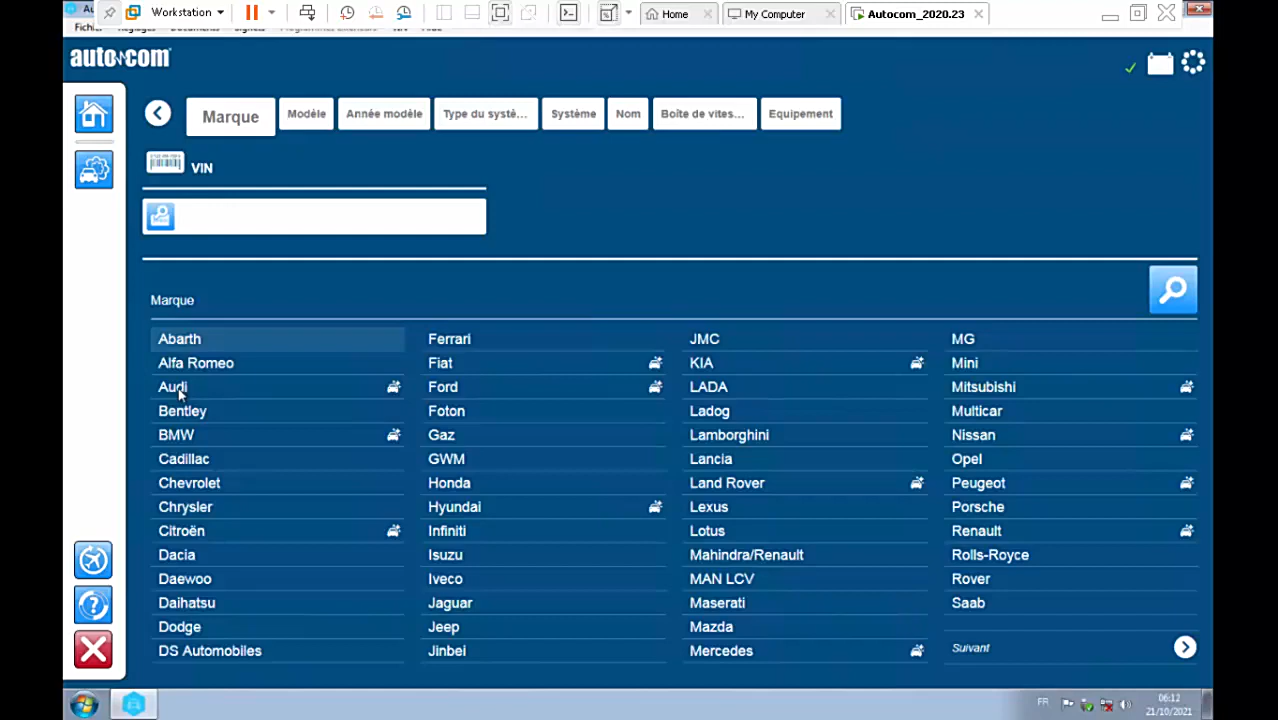 Workstation
Home
My Computer
Autocom_2020.23
auto com
Marque
Modèle
Année modèle
Type du systè...
Système
Nom
Boîte de vites...
Equipement
VIN
Marque
Abarth
Alfa Romeo
Audi
Bentley
BMW
Cadillac
Chevrolet
Chrysler
Citroën
Dacia
Daewoo
Daihatsu
Dodge
DS Automobiles
Ferrari
Fiat
Ford
Foton
Gaz
GWM
Honda
Hyundai
Infiniti
Isuzu
Iveco
Jaguar
Jeep
Jinbei
JMC
KIA
LADA
Ladog
Lamborghini
Lancia
Land Rover
Lexus
Lotus
Mahindra/Renault
MAN LCV
Maserati
Mazda
Mercedes
MG
Mini
Mitsubishi
Multicar
Nissan
Opel
Peugeot
Porsche
Renault
Rolls-Royce
Rover
Saab
Suivant
FR
06:12
21/10/2021